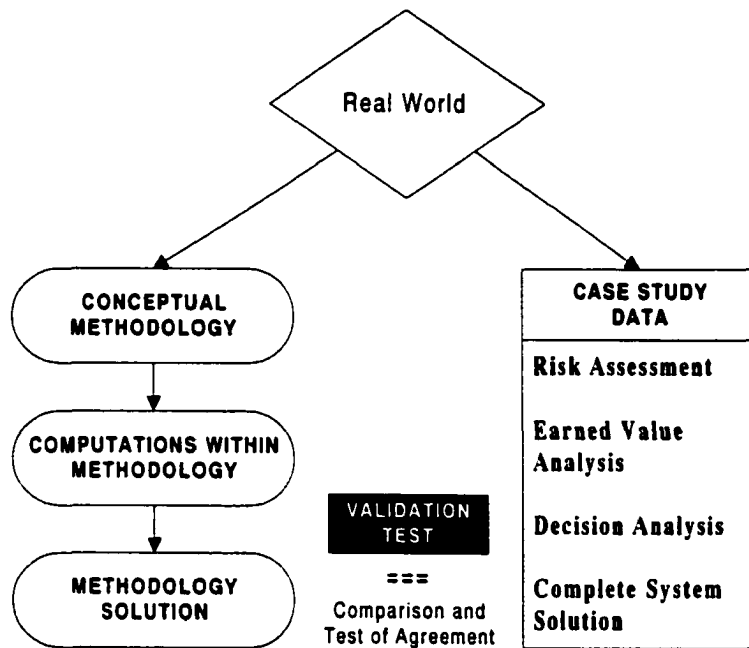 Real World
CONCEPTUAL
METHODOLOGY
COMPUTATIONS WITHIN
METHODOLOGY
METHODOLOGY
SOLUTION
VALIDATION
TEST
===
Comparison and
Test of Agreement
CASE STUDY
DATA
Risk Assessment
Earned Value
Analysis
Decision Analysis
Complete System
Solution